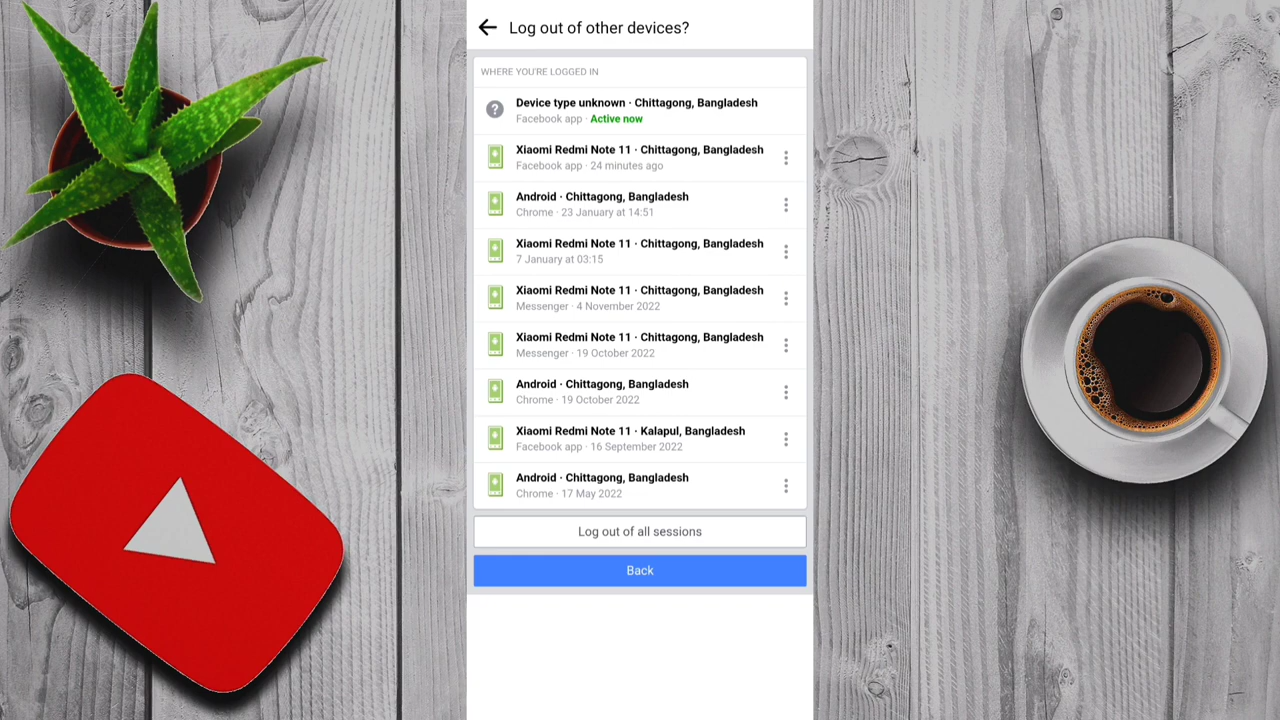 Log out of other devices?
WHERE YOU'RE LOGGED IN
Device type unknown · Chittagong, Bangladesh
Facebook app · Active now
Xiaomi Redmi Note 11 · Chittagong, Bangladesh
Facebook app · 24 minutes ago
Android · Chittagong, Bangladesh
Chrome · 23 January at 14:51
Xiaomi Redmi Note 11 · Chittagong, Bangladesh
7 January at 03:15
Xiaomi Redmi Note 11 · Chittagong, Bangladesh
Messenger · 4 November 2022
Xiaomi Redmi Note 11 · Chittagong, Bangladesh
Messenger · 19 October 2022
Android · Chittagong, Bangladesh
Chrome · 19 October 2022
Xiaomi Redmi Note 11 · Kalapul, Bangladesh
Facebook app · 16 September 2022
Android · Chittagong, Bangladesh
Chrome · 17 May 2022
Log out of all sessions
Back